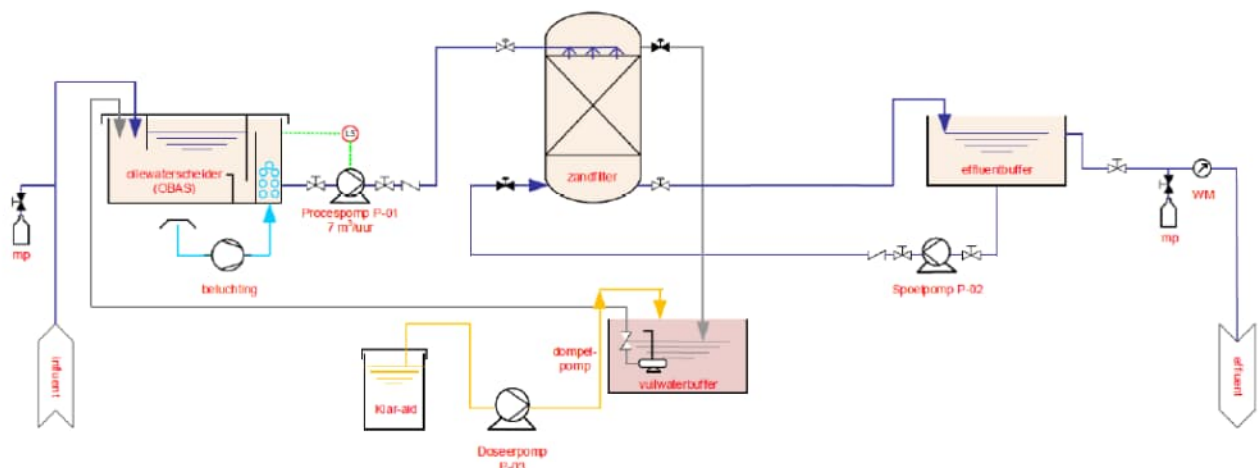 oliewaterscheider
(OBAS)
LS
Procespomp P-01
7 m³/uur
zandfilter
effluentbuffer
WM
mp
mp
beluchting
Spoelpomp P-02
influent
dompel-
pomp
vuilwaterbuffer
Klar-aid
effluent
Doseerpomp
P-03